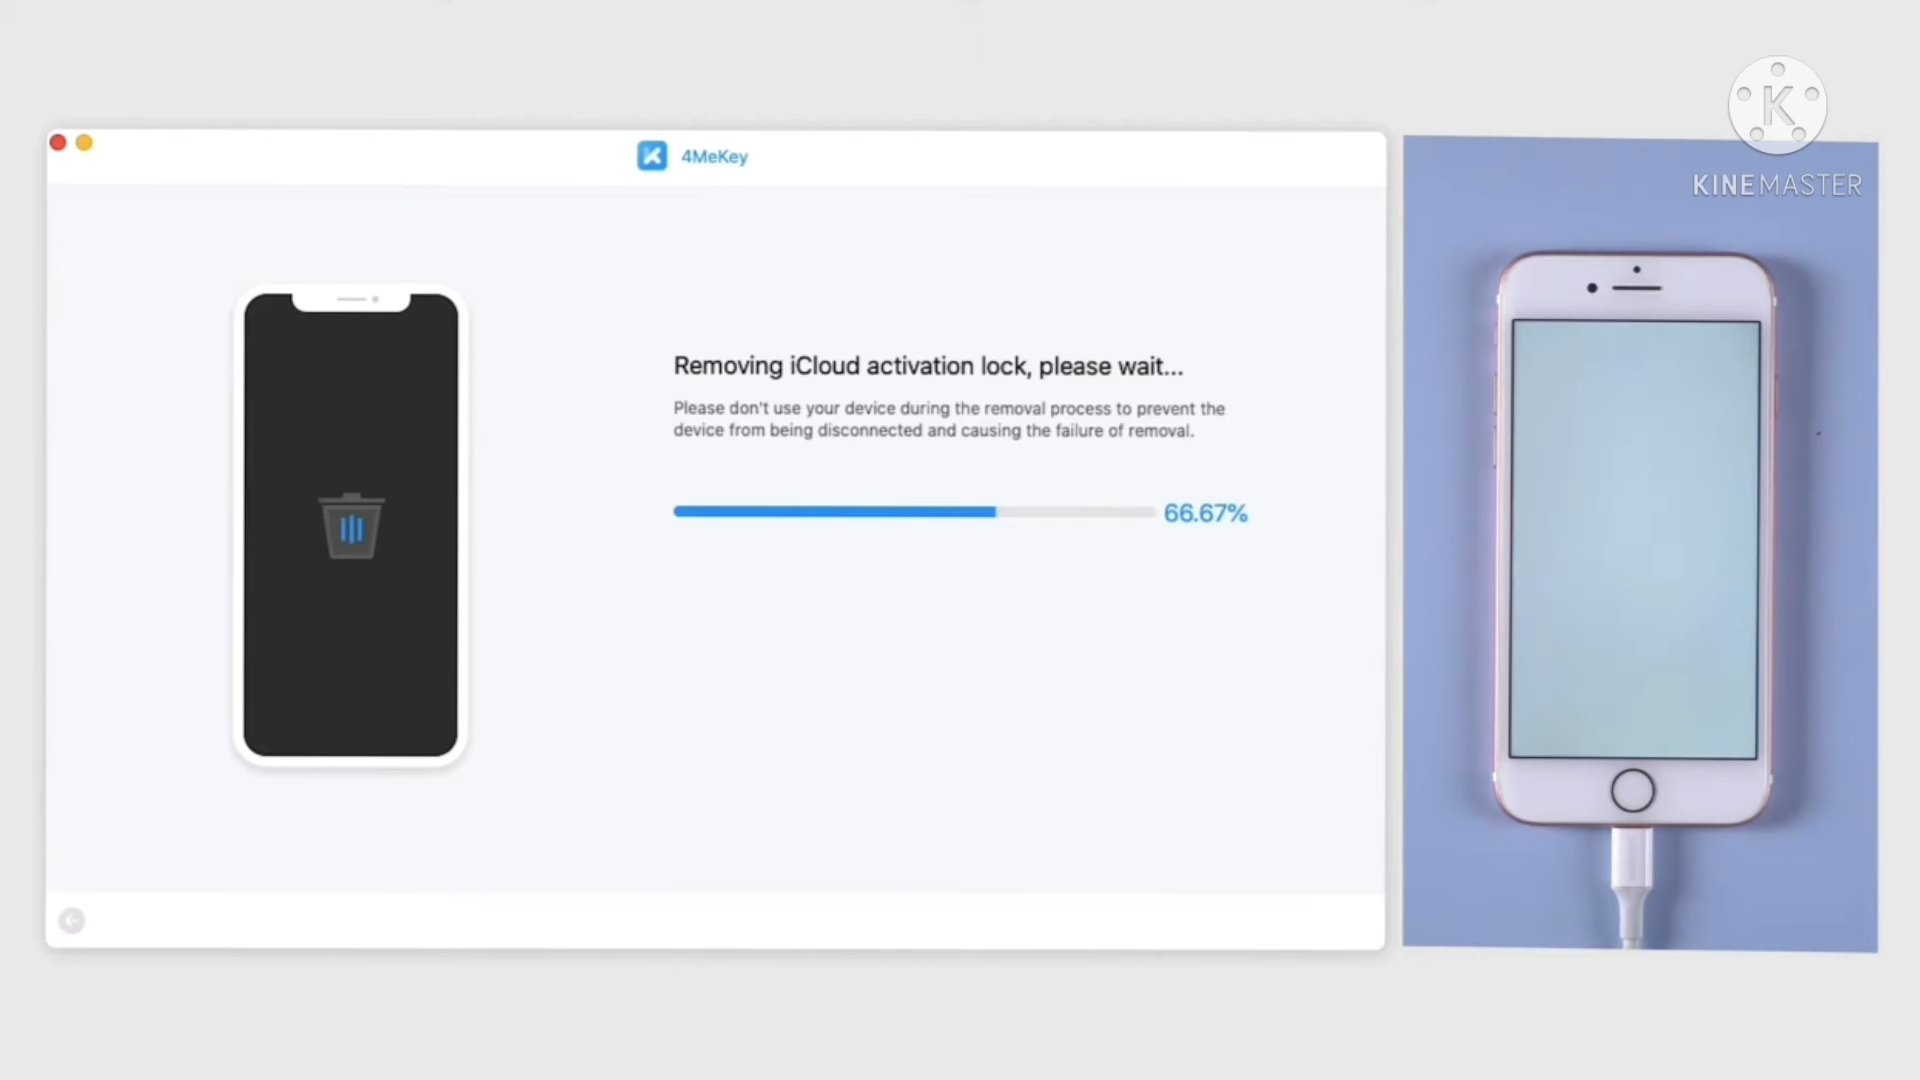 4MeKey
K
KINEMASTER
Removing iCloud activation lock, please wait...
Please don't use your device during the removal process to prevent the
device from being disconnected and causing the failure of removal.
66.67%